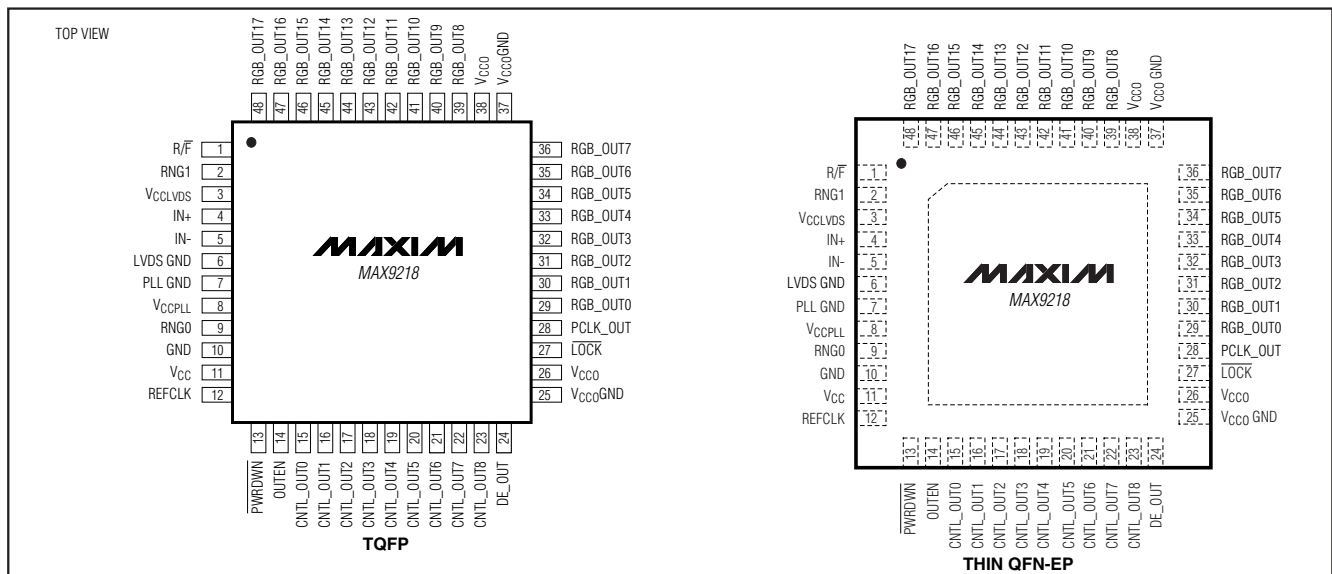 TOP VIEW
RGB_OUT17
RGB_OUT16
RGB_OUT15
RGB_OUT14
RGB_OUT13
RGB_OUT12
RGB_OUT11
RGB_OUT10
RGB_OUT9
RGB_OUT8
VCCO
VCCOGND
48 47 46 45 44 43 42 41 40 39 38 37
R/F̅ 1
RNG1 2
VCCLVDS 3
IN+ 4
IN- 5
LVDS GND 6
PLL GND 7
VCCPLL 8
RNG0 9
GND 10
VCC 11
REFCLK 12
MAXIM
MAX9218
36 RGB_OUT7
35 RGB_OUT6
34 RGB_OUT5
33 RGB_OUT4
32 RGB_OUT3
31 RGB_OUT2
30 RGB_OUT1
29 RGB_OUT0
28 PCLK_OUT
27 L̅O̅C̅K̅
26 VCCO
25 VCCOGND
13 14 15 16 17 18 19 20 21 22 23 24
P̅W̅R̅D̅W̅N̅
OUTEN
CNTL_OUT0
CNTL_OUT1
CNTL_OUT2
CNTL_OUT3
CNTL_OUT4
CNTL_OUT5
CNTL_OUT6
CNTL_OUT7
CNTL_OUT8
DE_OUT
TQFP
RGB_OUT17
RGB_OUT16
RGB_OUT15
RGB_OUT14
RGB_OUT13
RGB_OUT12
RGB_OUT11
RGB_OUT10
RGB_OUT9
RGB_OUT8
VCCO
VCCO GND
48 47 46 45 44 43 42 41 40 39 38 37
R/F̅ 1
RNG1 2
VCCLVDS 3
IN+ 4
IN- 5
LVDS GND 6
PLL GND 7
VCCPLL 8
RNG0 9
GND 10
VCC 11
REFCLK 12
MAXIM
MAX9218
36 RGB_OUT7
35 RGB_OUT6
34 RGB_OUT5
33 RGB_OUT4
32 RGB_OUT3
31 RGB_OUT2
30 RGB_OUT1
29 RGB_OUT0
28 PCLK_OUT
27 L̅O̅C̅K̅
26 VCCO
25 VCCO GND
13 14 15 16 17 18 19 20 21 22 23 24
P̅W̅R̅D̅W̅N̅
OUTEN
CNTL_OUT0
CNTL_OUT1
CNTL_OUT2
CNTL_OUT3
CNTL_OUT4
CNTL_OUT5
CNTL_OUT6
CNTL_OUT7
CNTL_OUT8
DE_OUT
THIN QFN-EP